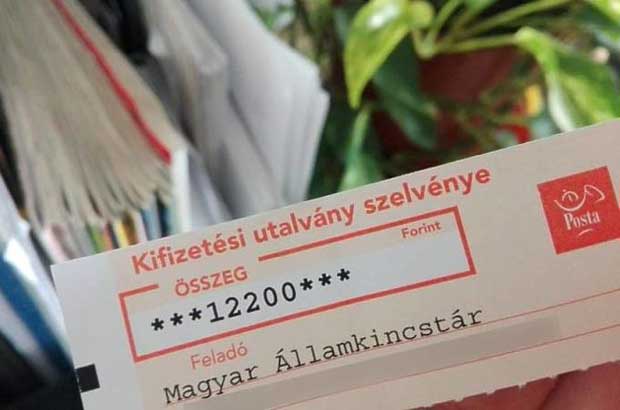 Kifizetési utalvány szelvénye
Posta
ÖSSZEG
Forint
***12200***
Feladó
Magyar Államkincstár